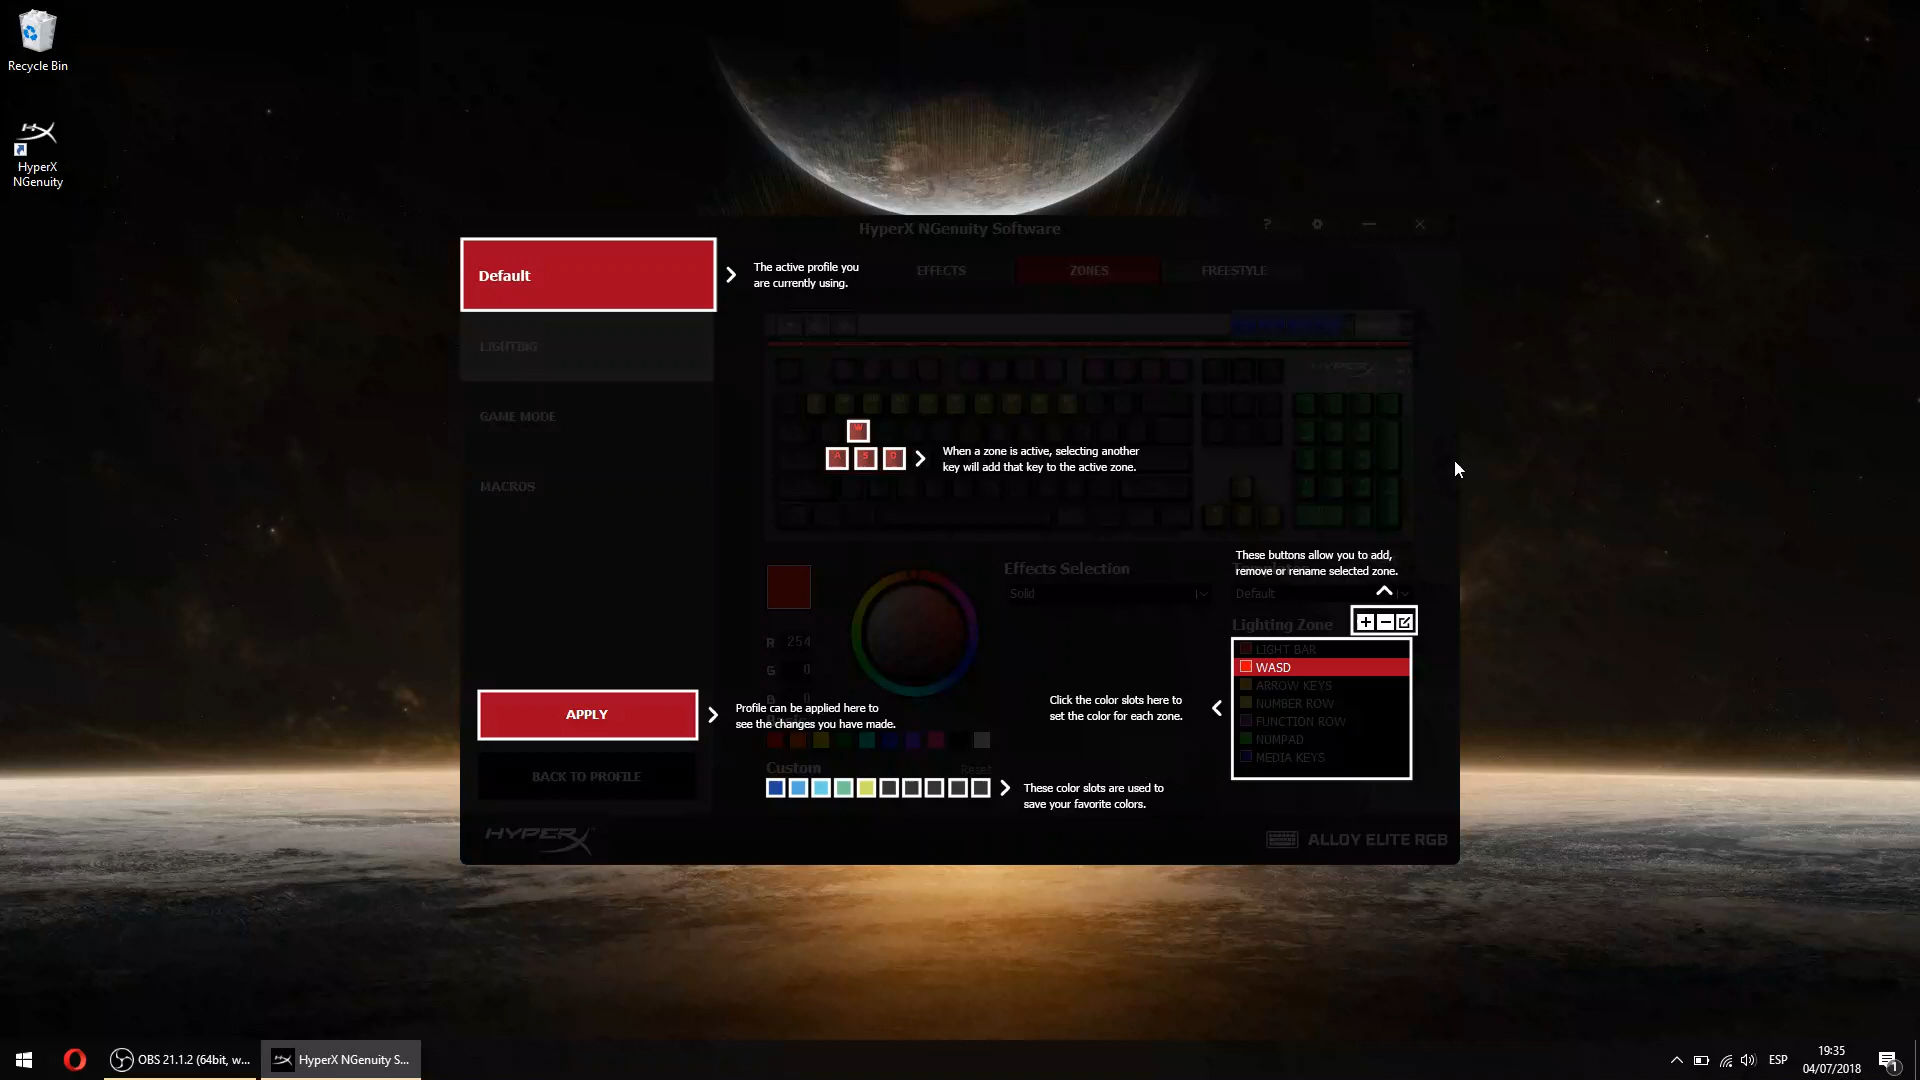 Recycle Bin
HyperX
NGenuity
HyperX NGenuity Software
?
Default
The active profile you
are currently using.
EFFECTS
ZONES
FREESTYLE
LIGHTING
GAME MODE
MACROS
HYPERX
W
A S D
When a zone is active, selecting another
key will add that key to the active zone.
These buttons allow you to add,
remove or rename selected zone.
Effects Selection
Solid
Default
Lighting Zone
R 254
G 0
B 0
LIGHT BAR
WASD
ARROW KEYS
NUMBER ROW
FUNCTION ROW
NUMPAD
MEDIA KEYS
Click the color slots here to
set the color for each zone.
APPLY
Profile can be applied here to
see the changes you have made.
BACK TO PROFILE
Custom
Reset
These color slots are used to
save your favorite colors.
HYPERX
ALLOY ELITE RGB
OBS 21.1.2 (64bit, w...
HyperX NGenuity S...
ESP
19:35
04/07/2018
1